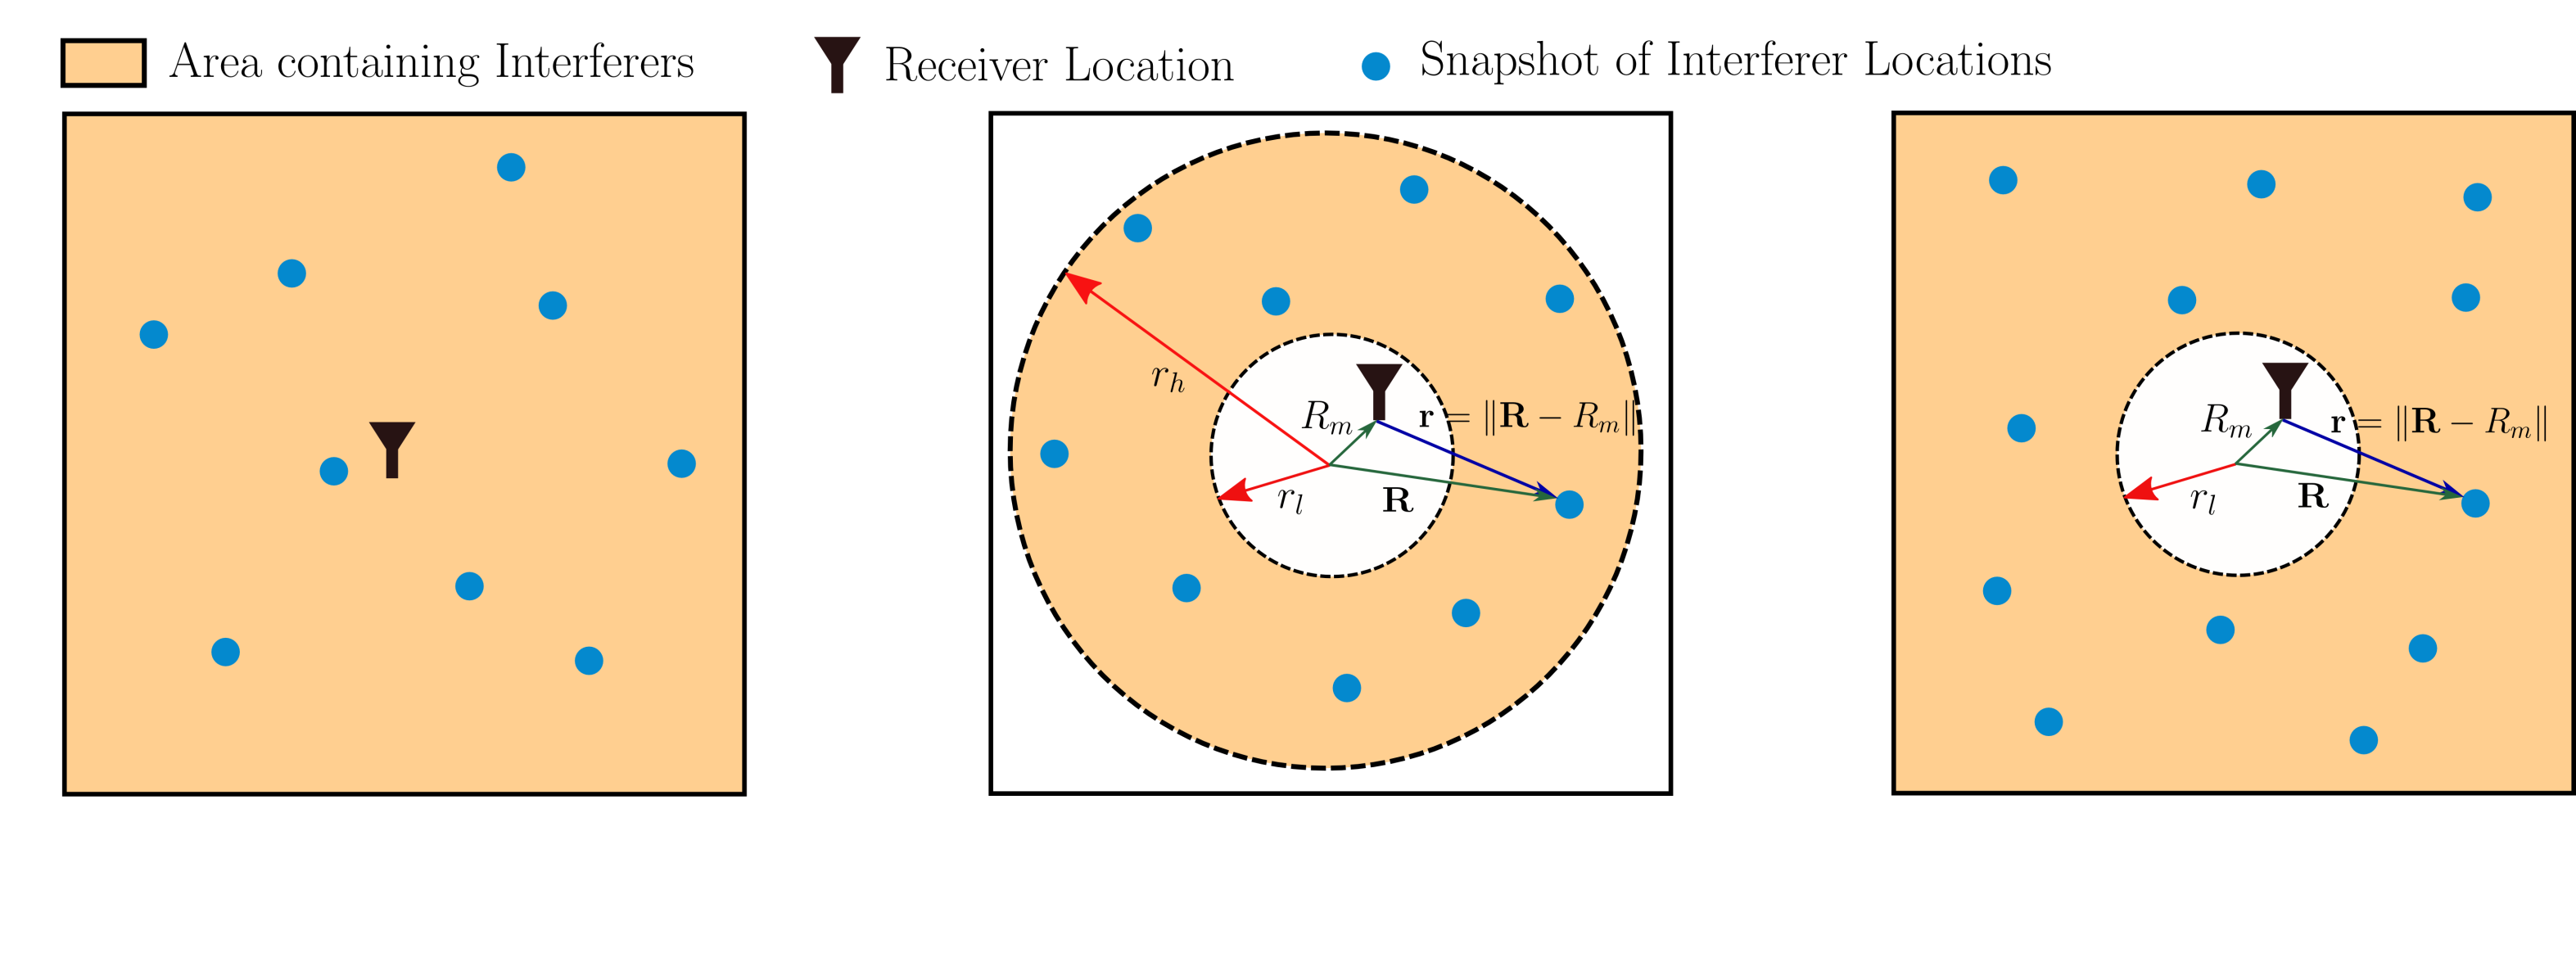 Area containing Interferers
Receiver Location
Snapshot of Interferer Locations
r_h
R_m
r = ‖R − R_m‖
r_l
R
R_m
r = ‖R − R_m‖
r_l
R